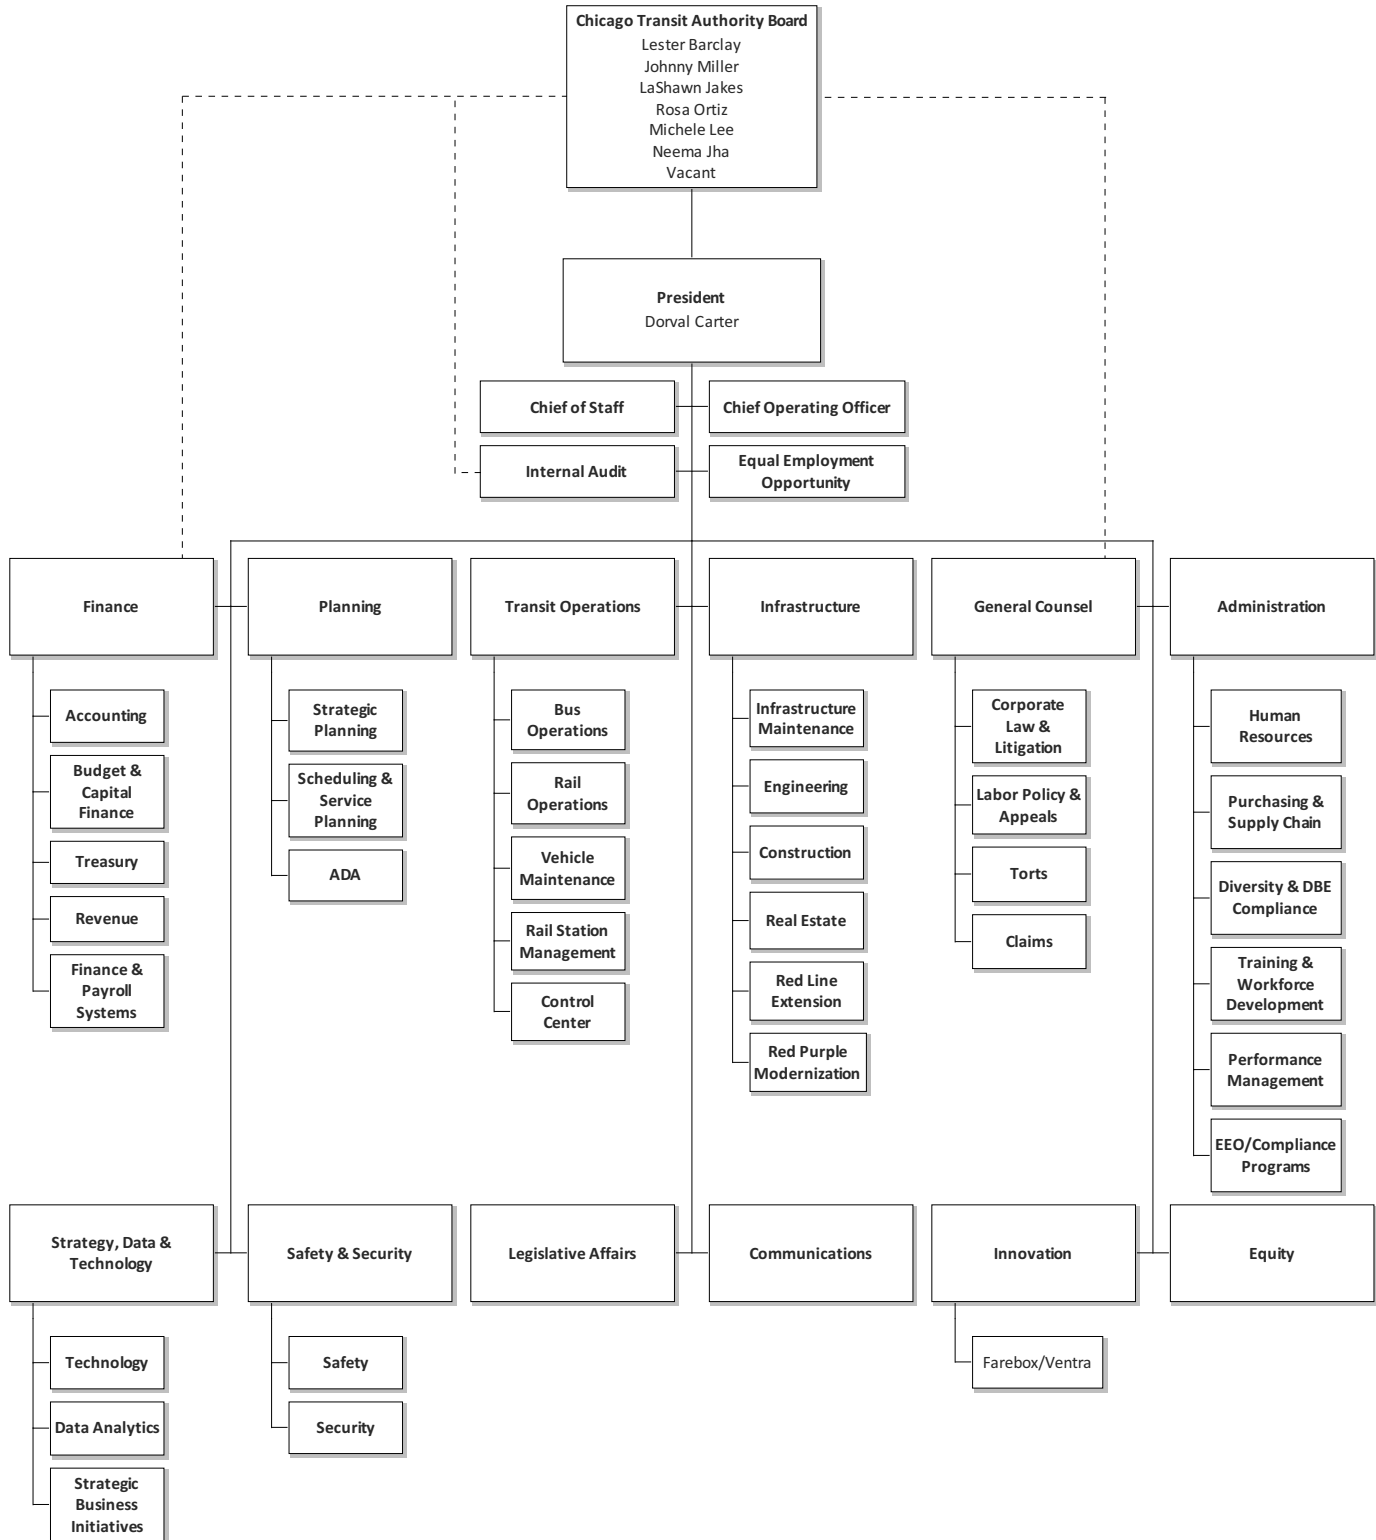 Chicago Transit Authority Board
Lester Barclay
Johnny Miller
LaShawn Jakes
Rosa Ortiz
Michele Lee
Neema Jha
Vacant
President
Dorval Carter
Chief of Staff
Chief Operating Officer
Internal Audit
Equal Employment
Opportunity
Finance
Planning
Transit Operations
Infrastructure
General Counsel
Administration
Accounting
Budget &
Capital
Finance
Treasury
Revenue
Finance &
Payroll
Systems
Strategic
Planning
Scheduling &
Service
Planning
ADA
Bus
Operations
Rail
Operations
Vehicle
Maintenance
Rail Station
Management
Control
Center
Infrastructure
Maintenance
Engineering
Construction
Real Estate
Red Line
Extension
Red Purple
Modernization
Corporate
Law &
Litigation
Labor Policy &
Appeals
Torts
Claims
Human
Resources
Purchasing &
Supply Chain
Diversity & DBE
Compliance
Training &
Workforce
Development
Performance
Management
EEO/Compliance
Programs
Strategy, Data &
Technology
Safety & Security
Legislative Affairs
Communications
Innovation
Equity
Technology
Data Analytics
Strategic
Business
Initiatives
Safety
Security
Farebox/Ventra